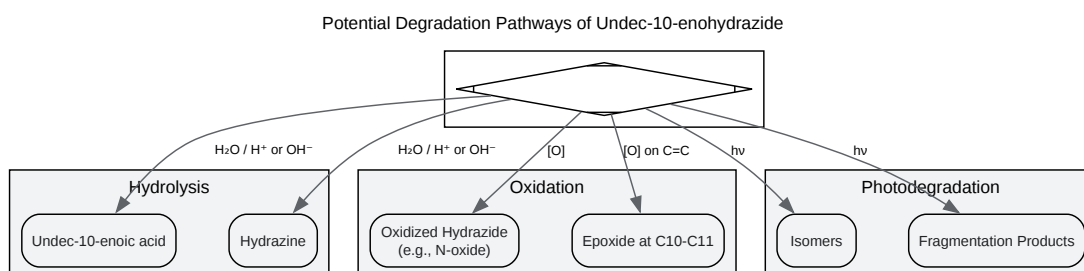 Potential Degradation Pathways of Undec-10-enohydrazide
H₂O / H⁺ or OH⁻
H₂O / H⁺ or OH⁻
[O]
[O] on C=C
hν
hν
Hydrolysis
Oxidation
Photodegradation
Undec-10-enoic acid
Hydrazine
Oxidized Hydrazide
(e.g., N-oxide)
Epoxide at C10-C11
Isomers
Fragmentation Products